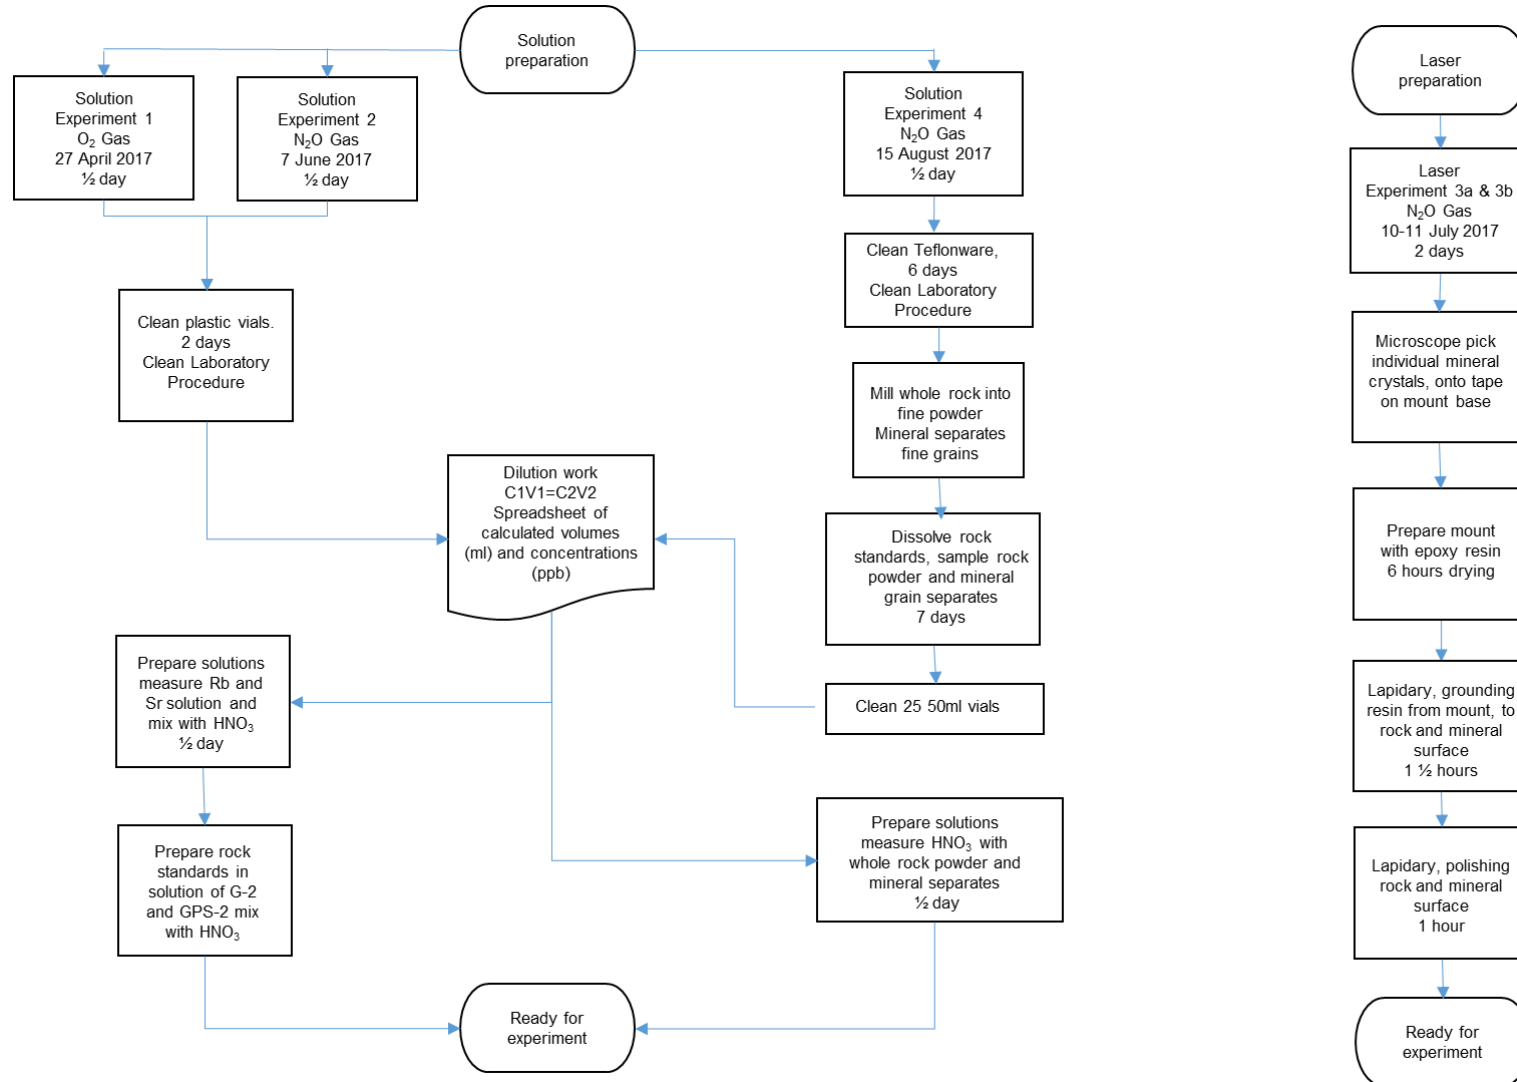 Solution
preparation
Solution
Experiment 1
O₂ Gas
27 April 2017
½ day
Solution
Experiment 2
N₂O Gas
7 June 2017
½ day
Clean plastic vials.
2 days
Clean Laboratory
Procedure
Solution
Experiment 4
N₂O Gas
15 August 2017
½ day
Clean Teflonware,
6 days
Clean Laboratory
Procedure
Mill whole rock into
fine powder
Mineral separates
fine grains
Dissolve rock
standards, sample rock
powder and mineral
grain separates
7 days
Clean 25 50ml vials
Dilution work
C1V1=C2V2
Spreadsheet of
calculated volumes
(ml) and concentrations
(ppb)
Prepare solutions
measure Rb and
Sr solution and
mix with HNO₃
½ day
Prepare rock
standards in
solution of G-2
and GPS-2 mix
with HNO₃
Prepare solutions
measure HNO₃ with
whole rock powder and
mineral separates
½ day
Ready for
experiment
Laser
preparation
Laser
Experiment 3a & 3b
N₂O Gas
10-11 July 2017
2 days
Microscope pick
individual mineral
crystals, onto tape
on mount base
Prepare mount
with epoxy resin
6 hours drying
Lapidary, grounding
resin from mount, to
rock and mineral
surface
1 ½ hours
Lapidary, polishing
rock and mineral
surface
1 hour
Ready for
experiment